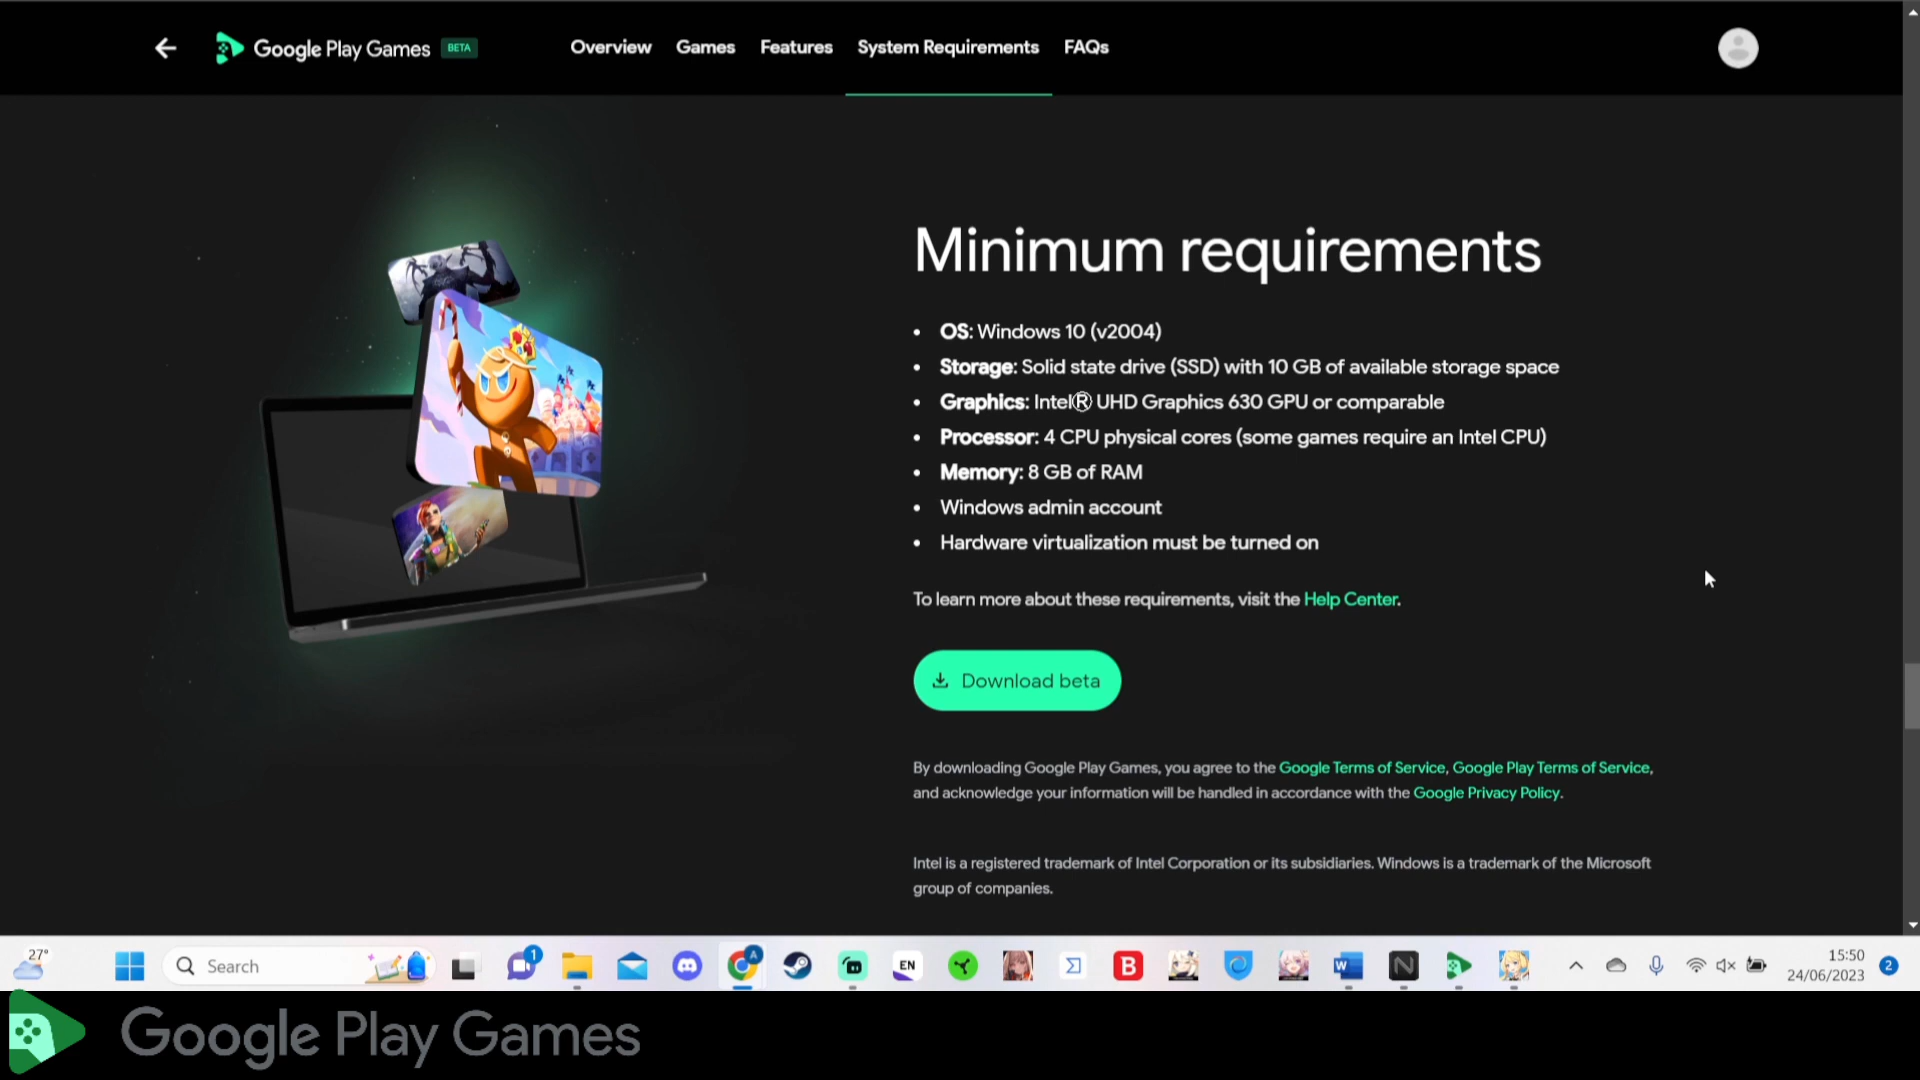 Google Play Games BETA
Overview Games Features System Requirements FAQs
Minimum requirements
• OS: Windows 10 (v2004)
• Storage: Solid state drive (SSD) with 10 GB of available storage space
• Graphics: Intel® UHD Graphics 630 GPU or comparable
• Processor: 4 CPU physical cores (some games require an Intel CPU)
• Memory: 8 GB of RAM
• Windows admin account
• Hardware virtualization must be turned on
To learn more about these requirements, visit the Help Center.
Download beta
By downloading Google Play Games, you agree to the Google Terms of Service, Google Play Terms of Service,
and acknowledge your information will be handled in accordance with the Google Privacy Policy.
Intel is a registered trademark of Intel Corporation or its subsidiaries. Windows is a trademark of the Microsoft
group of companies.
27°
Search
1
A
EN
B
W
N
15:50
24/06/2023
2
Google Play Games